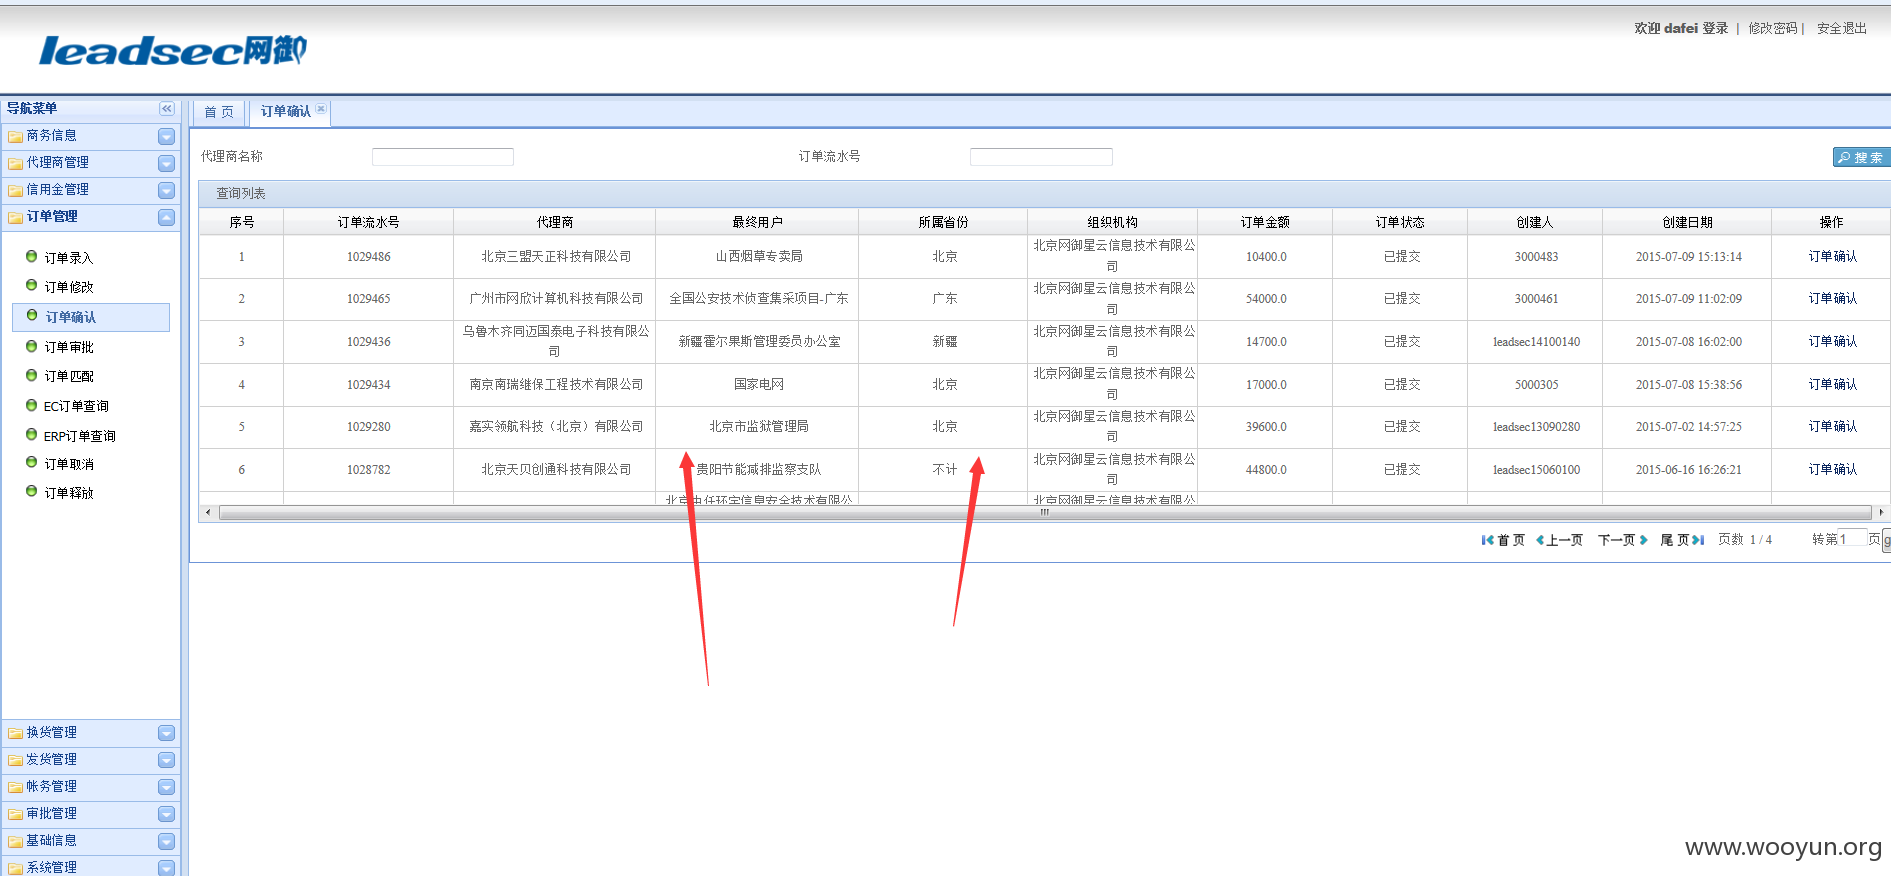 leadsec网御
欢迎 dafei 登录 | 修改密码 | 安全退出
导航菜单
商务信息
代理商管理
信用金管理
订单管理
订单录入
订单修改
订单确认
订单审批
订单匹配
EC订单查询
ERP订单查询
订单取消
订单释放
换货管理
发货管理
帐务管理
审批管理
基础信息
系统管理
首 页 订单确认
代理商名称 订单流水号 搜 索
查询列表
序号 订单流水号 代理商 最终用户 所属省份 组织机构 订单金额 订单状态 创建人 创建日期 操作
1 1029486 北京三盟天正科技有限公司 山西烟草专卖局 北京 北京网御星云信息技术有限公司 10400.0 已提交 3000483 2015-07-09 15:13:14 订单确认
2 1029465 广州市网欣计算机科技有限公司 全国公安技术侦查集采项目-广东 广东 北京网御星云信息技术有限公司 54000.0 已提交 3000461 2015-07-09 11:02:09 订单确认
3 1029436 乌鲁木齐同迈国泰电子科技有限公司 新疆霍尔果斯管理委员办公室 新疆 北京网御星云信息技术有限公司 14700.0 已提交 leadsec14100140 2015-07-08 16:02:00 订单确认
4 1029434 南京南瑞继保工程技术有限公司 国家电网 北京 北京网御星云信息技术有限公司 17000.0 已提交 5000305 2015-07-08 15:38:56 订单确认
5 1029280 嘉实领航科技（北京）有限公司 北京市监狱管理局 北京 北京网御星云信息技术有限公司 39600.0 已提交 leadsec13090280 2015-07-02 14:57:25 订单确认
6 1028782 北京天贝创通科技有限公司 贵阳节能减排监察支队 不计 北京网御星云信息技术有限公司 44800.0 已提交 leadsec15060100 2015-06-16 16:26:21 订单确认
北京中任环宇信息安全技术有限公 北京网御星云信息技术有限公
首 页 上一页 下一页 尾 页 页数 1 / 4 转第1 页 g
www.wooyun.org